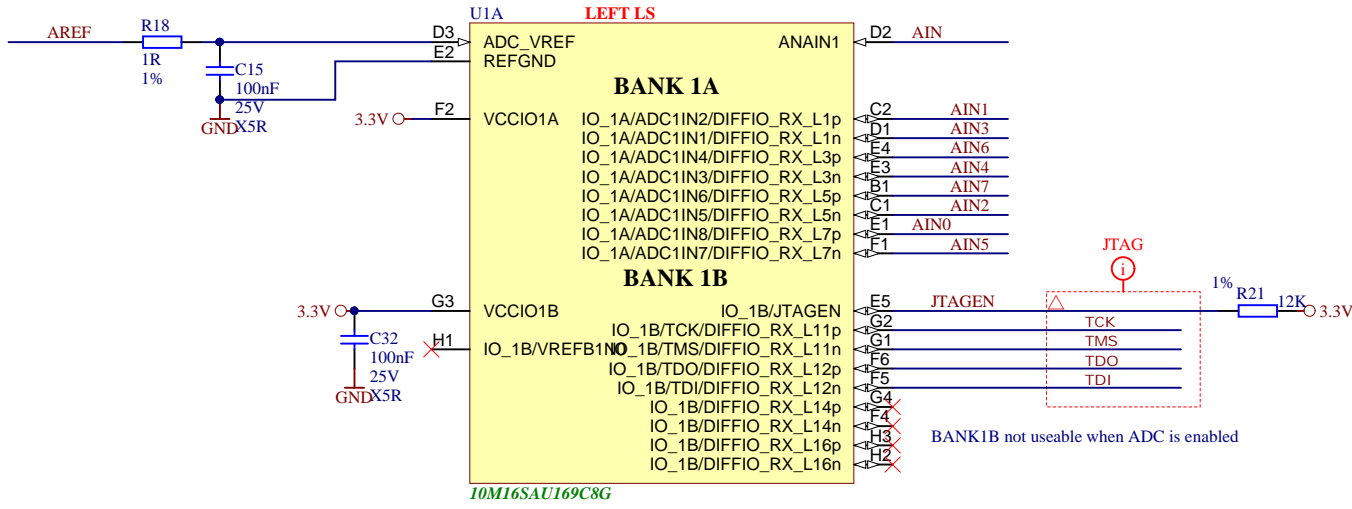 U1A LEFT LS
AREF R18 D3 ADC_VREF ANAIN1 D2 AIN
1R E2 REFGND
1% C15
100nF
25V
X5R
GND
BANK 1A
3.3V F2 VCCIO1A IO_1A/ADC1IN2/DIFFIO_RX_L1p C2 AIN1
IO_1A/ADC1IN1/DIFFIO_RX_L1n D1 AIN3
IO_1A/ADC1IN4/DIFFIO_RX_L3p E4 AIN6
IO_1A/ADC1IN3/DIFFIO_RX_L3n E3 AIN4
IO_1A/ADC1IN6/DIFFIO_RX_L5p B1 AIN7
IO_1A/ADC1IN5/DIFFIO_RX_L5n C1 AIN2
IO_1A/ADC1IN8/DIFFIO_RX_L7p E1 AIN0
IO_1A/ADC1IN7/DIFFIO_RX_L7n F1 AIN5
JTAG
i
BANK 1B
1% R21 12K 3.3V
3.3V G3 VCCIO1B IO_1B/JTAGEN E5 JTAGEN
C32
100nF
25V
X5R
GND
IO_1B/TCK/DIFFIO_RX_L11p G2 TCK
H1 IO_1B/VREFB1N0 IO_1B/TMS/DIFFIO_RX_L11n G1 TMS
IO_1B/TDO/DIFFIO_RX_L12p F6 TDO
IO_1B/TDI/DIFFIO_RX_L12n F5 TDI
IO_1B/DIFFIO_RX_L14p G4
IO_1B/DIFFIO_RX_L14n F4
IO_1B/DIFFIO_RX_L16p H3
IO_1B/DIFFIO_RX_L16n H2
BANK1B not useable when ADC is enabled
10M16SAU169C8G